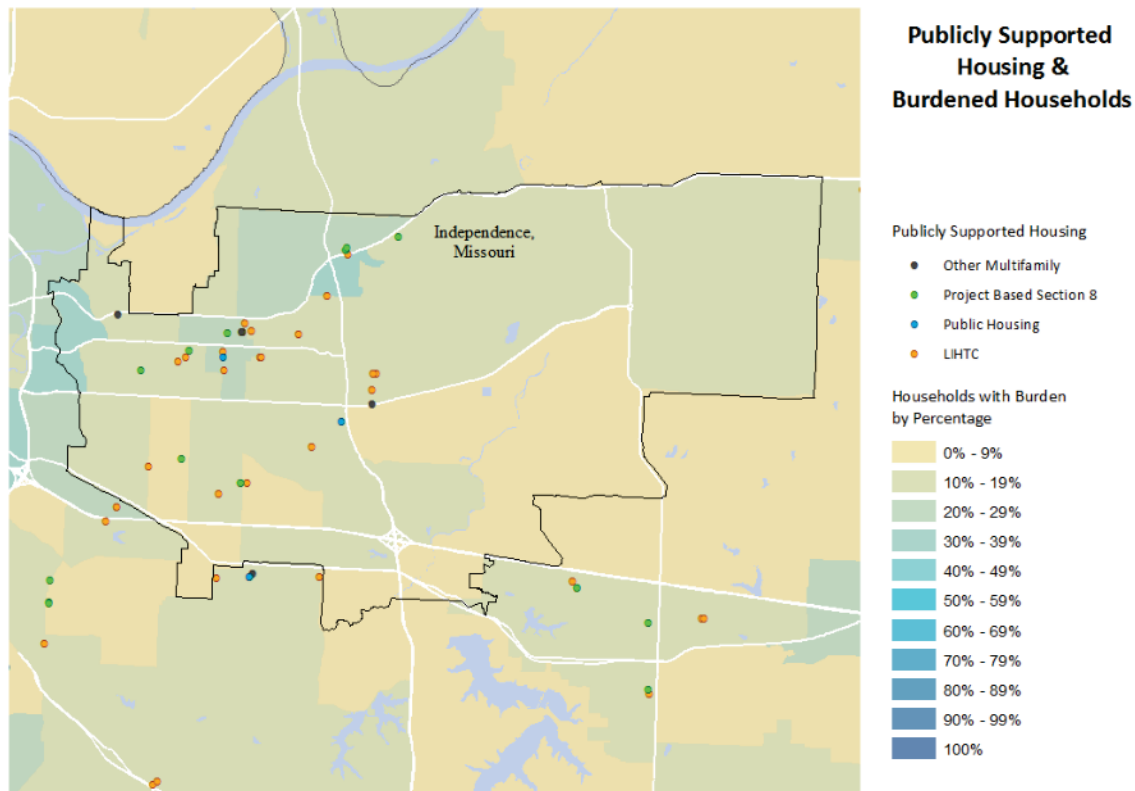 Publicly Supported
Housing &
Burdened Households
Independence,
Missouri
Publicly Supported Housing
Other Multifamily
Project Based Section 8
Public Housing
LIHTC
Households with Burden
by Percentage
0% - 9%
10% - 19%
20% - 29%
30% - 39%
40% - 49%
50% - 59%
60% - 69%
70% - 79%
80% - 89%
90% - 99%
100%